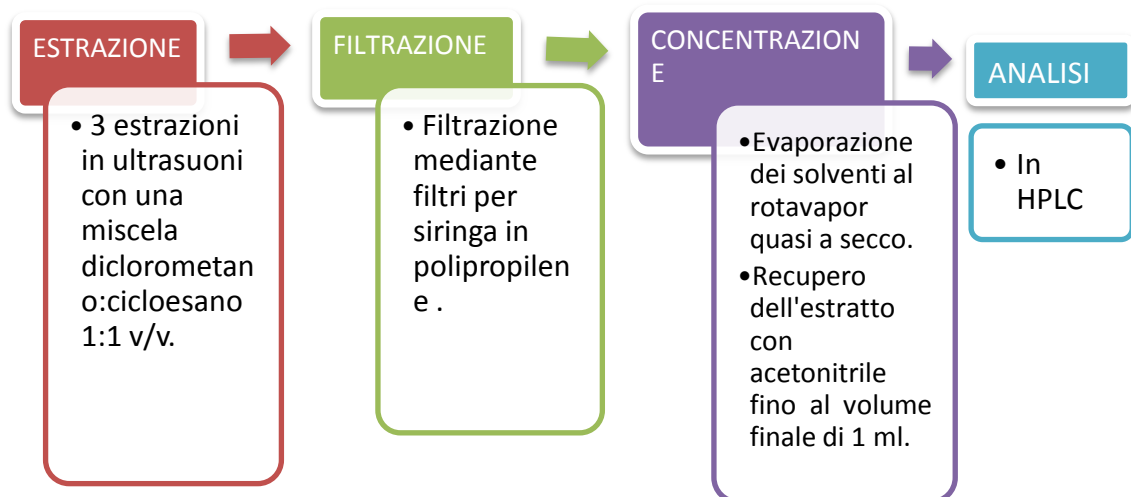 ESTRAZIONE
• 3 estrazioni
in ultrasuoni
con una
miscela
diclorometan
o:cicloesano
1:1 v/v.
FILTRAZIONE
• Filtrazione
mediante
filtri per
siringa in
polipropilen
e .
CONCENTRAZION
E
•Evaporazione
dei solventi al
rotavapor
quasi a secco.
•Recupero
dell'estratto
con
acetonitrile
fino al volume
finale di 1 ml.
ANALISI
• In
HPLC